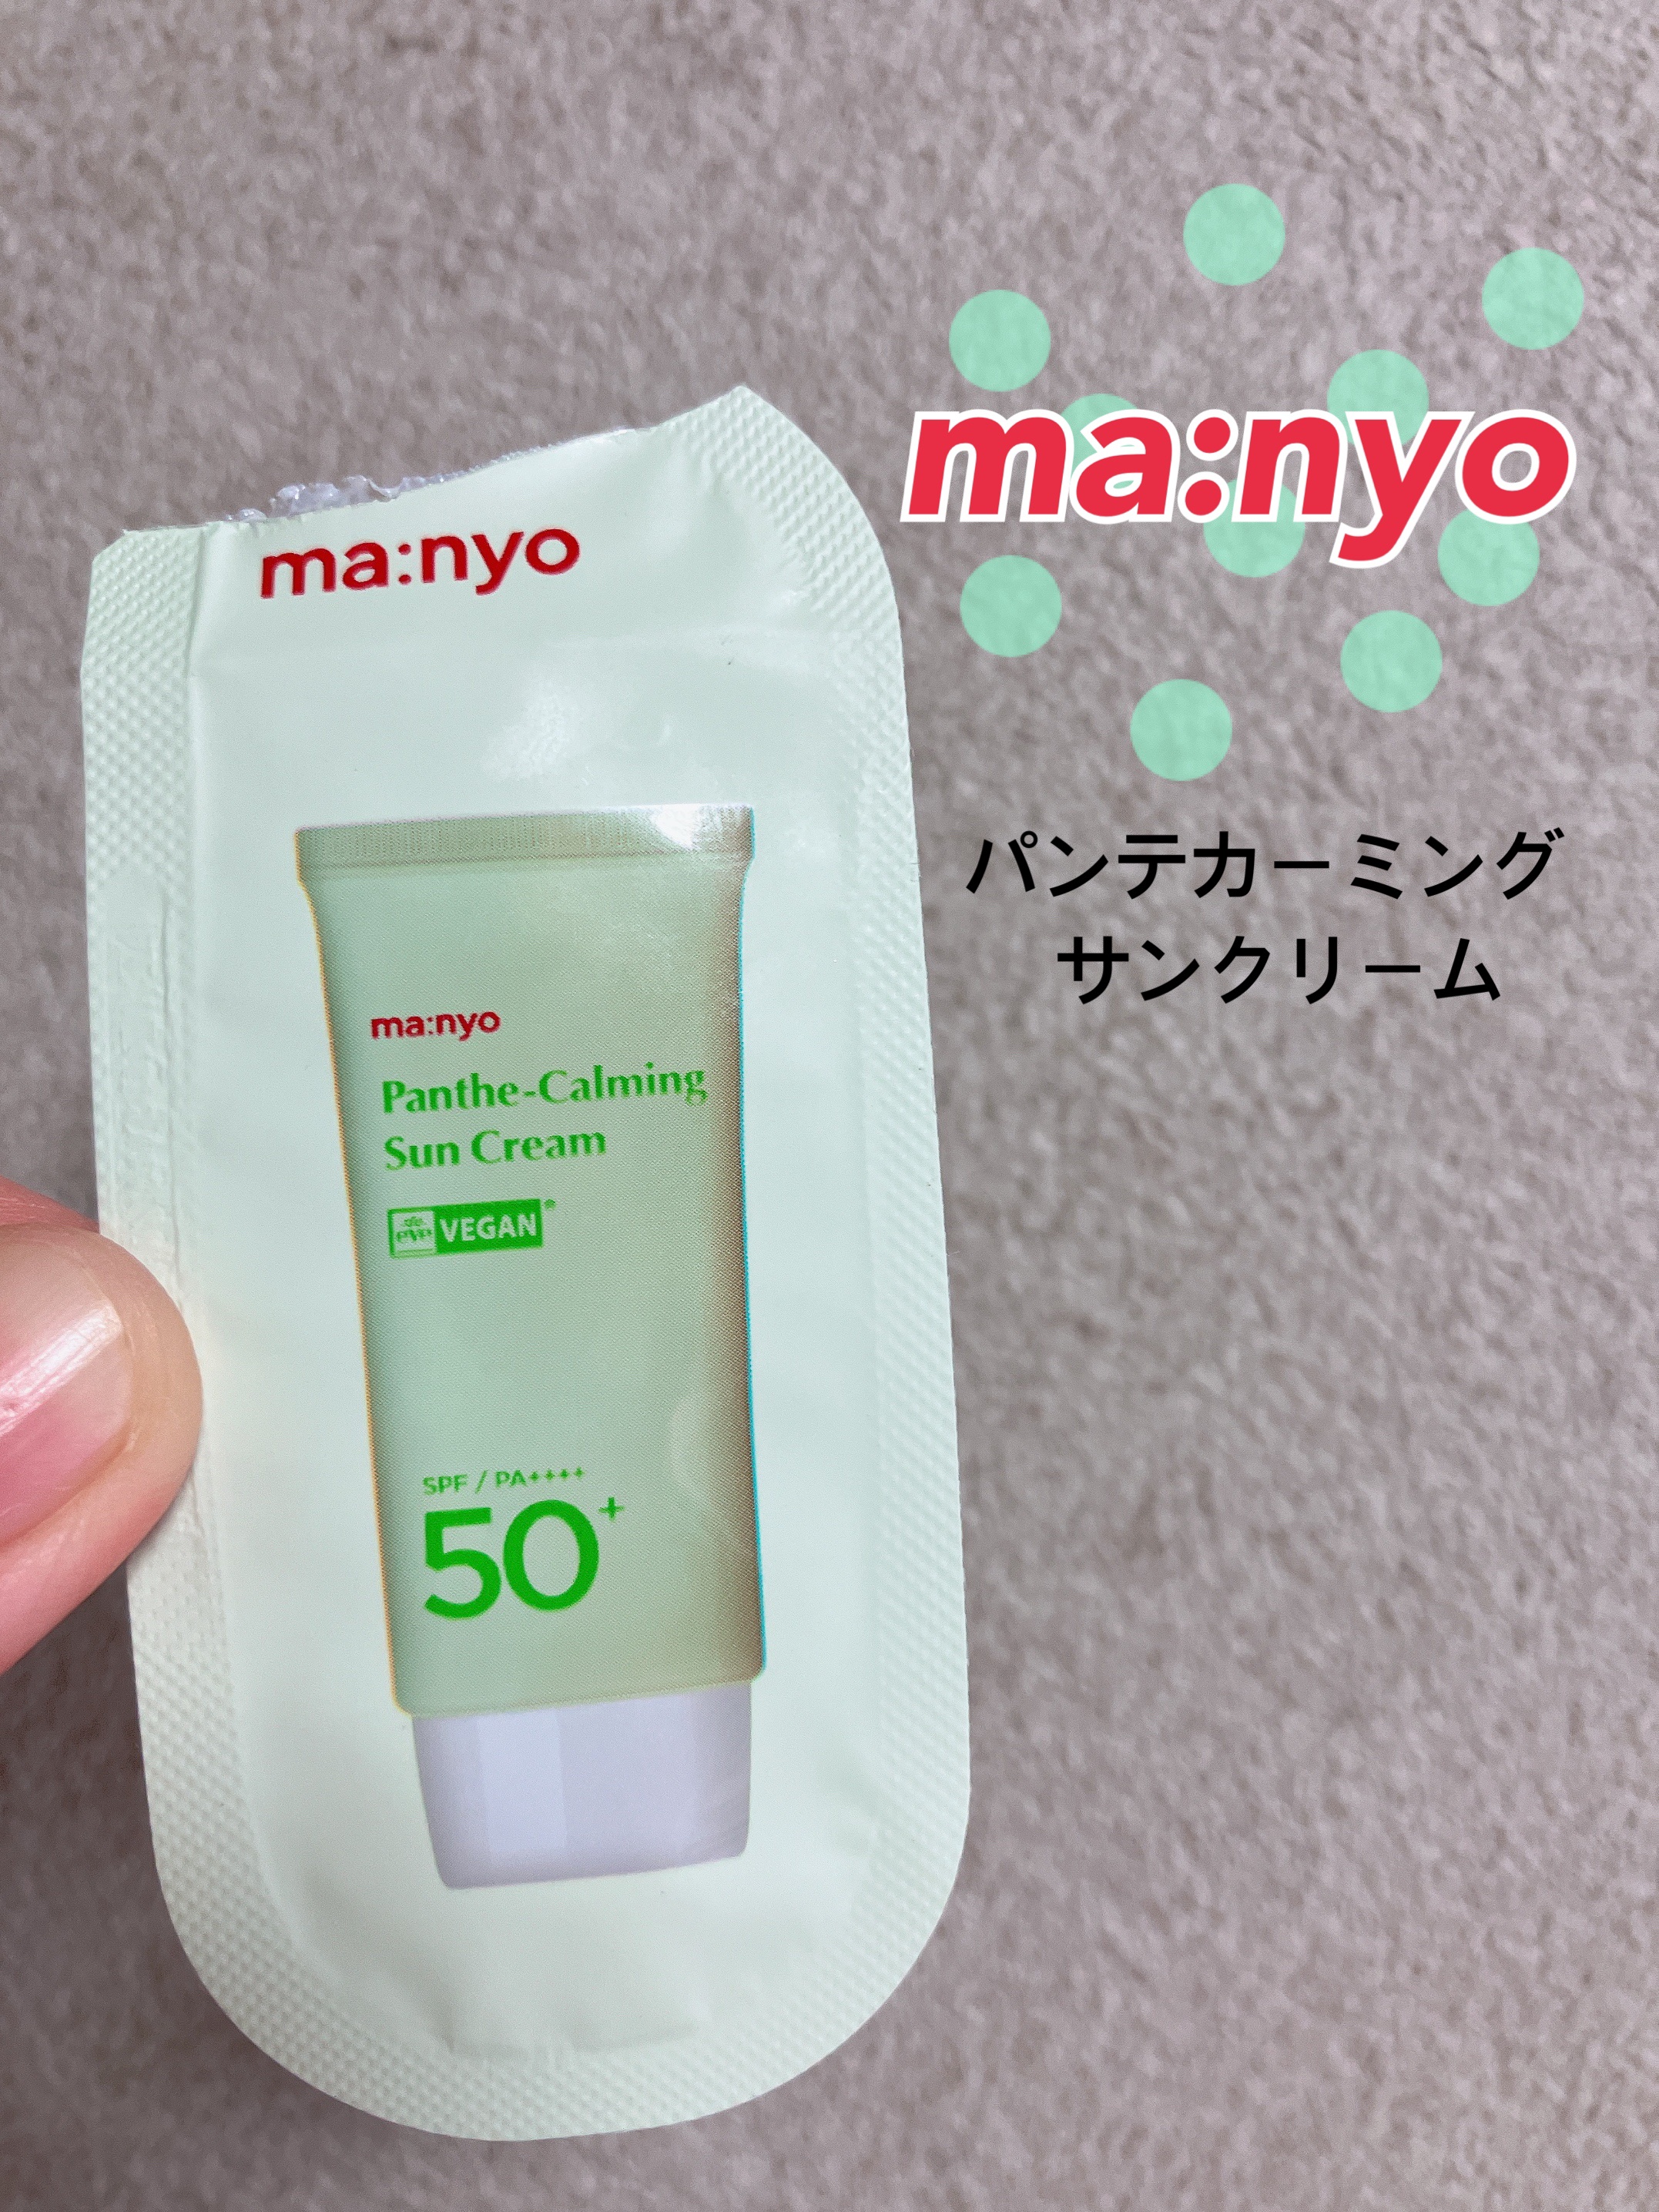 ma:nyo
ma:nyo
パンテカーミング
サンクリーム
ma:nyo
Panthe-Calming
Sun Cream
eve VEGAN®
SPF / PA++++
50+